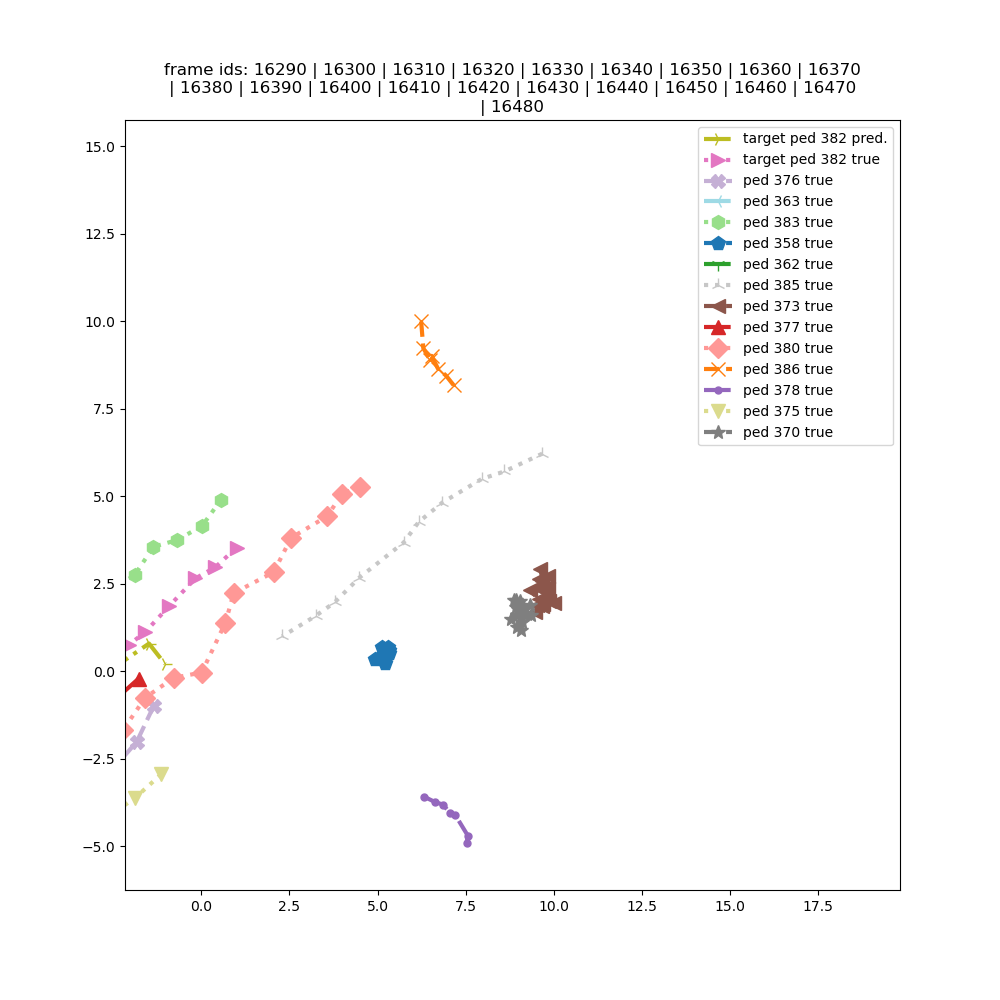 frame ids: 16290 | 16300 | 16310 | 16320 | 16330 | 16340 | 16350 | 16360 | 16370
| 16380 | 16390 | 16400 | 16410 | 16420 | 16430 | 16440 | 16450 | 16460 | 16470
| 16480
target ped 382 pred.
target ped 382 true
ped 376 true
ped 363 true
ped 383 true
ped 358 true
ped 362 true
ped 385 true
ped 373 true
ped 377 true
ped 380 true
ped 386 true
ped 378 true
ped 375 true
ped 370 true
15.0
12.5
10.0
7.5
5.0
2.5
0.0
−2.5
−5.0
0.0 2.5 5.0 7.5 10.0 12.5 15.0 17.5